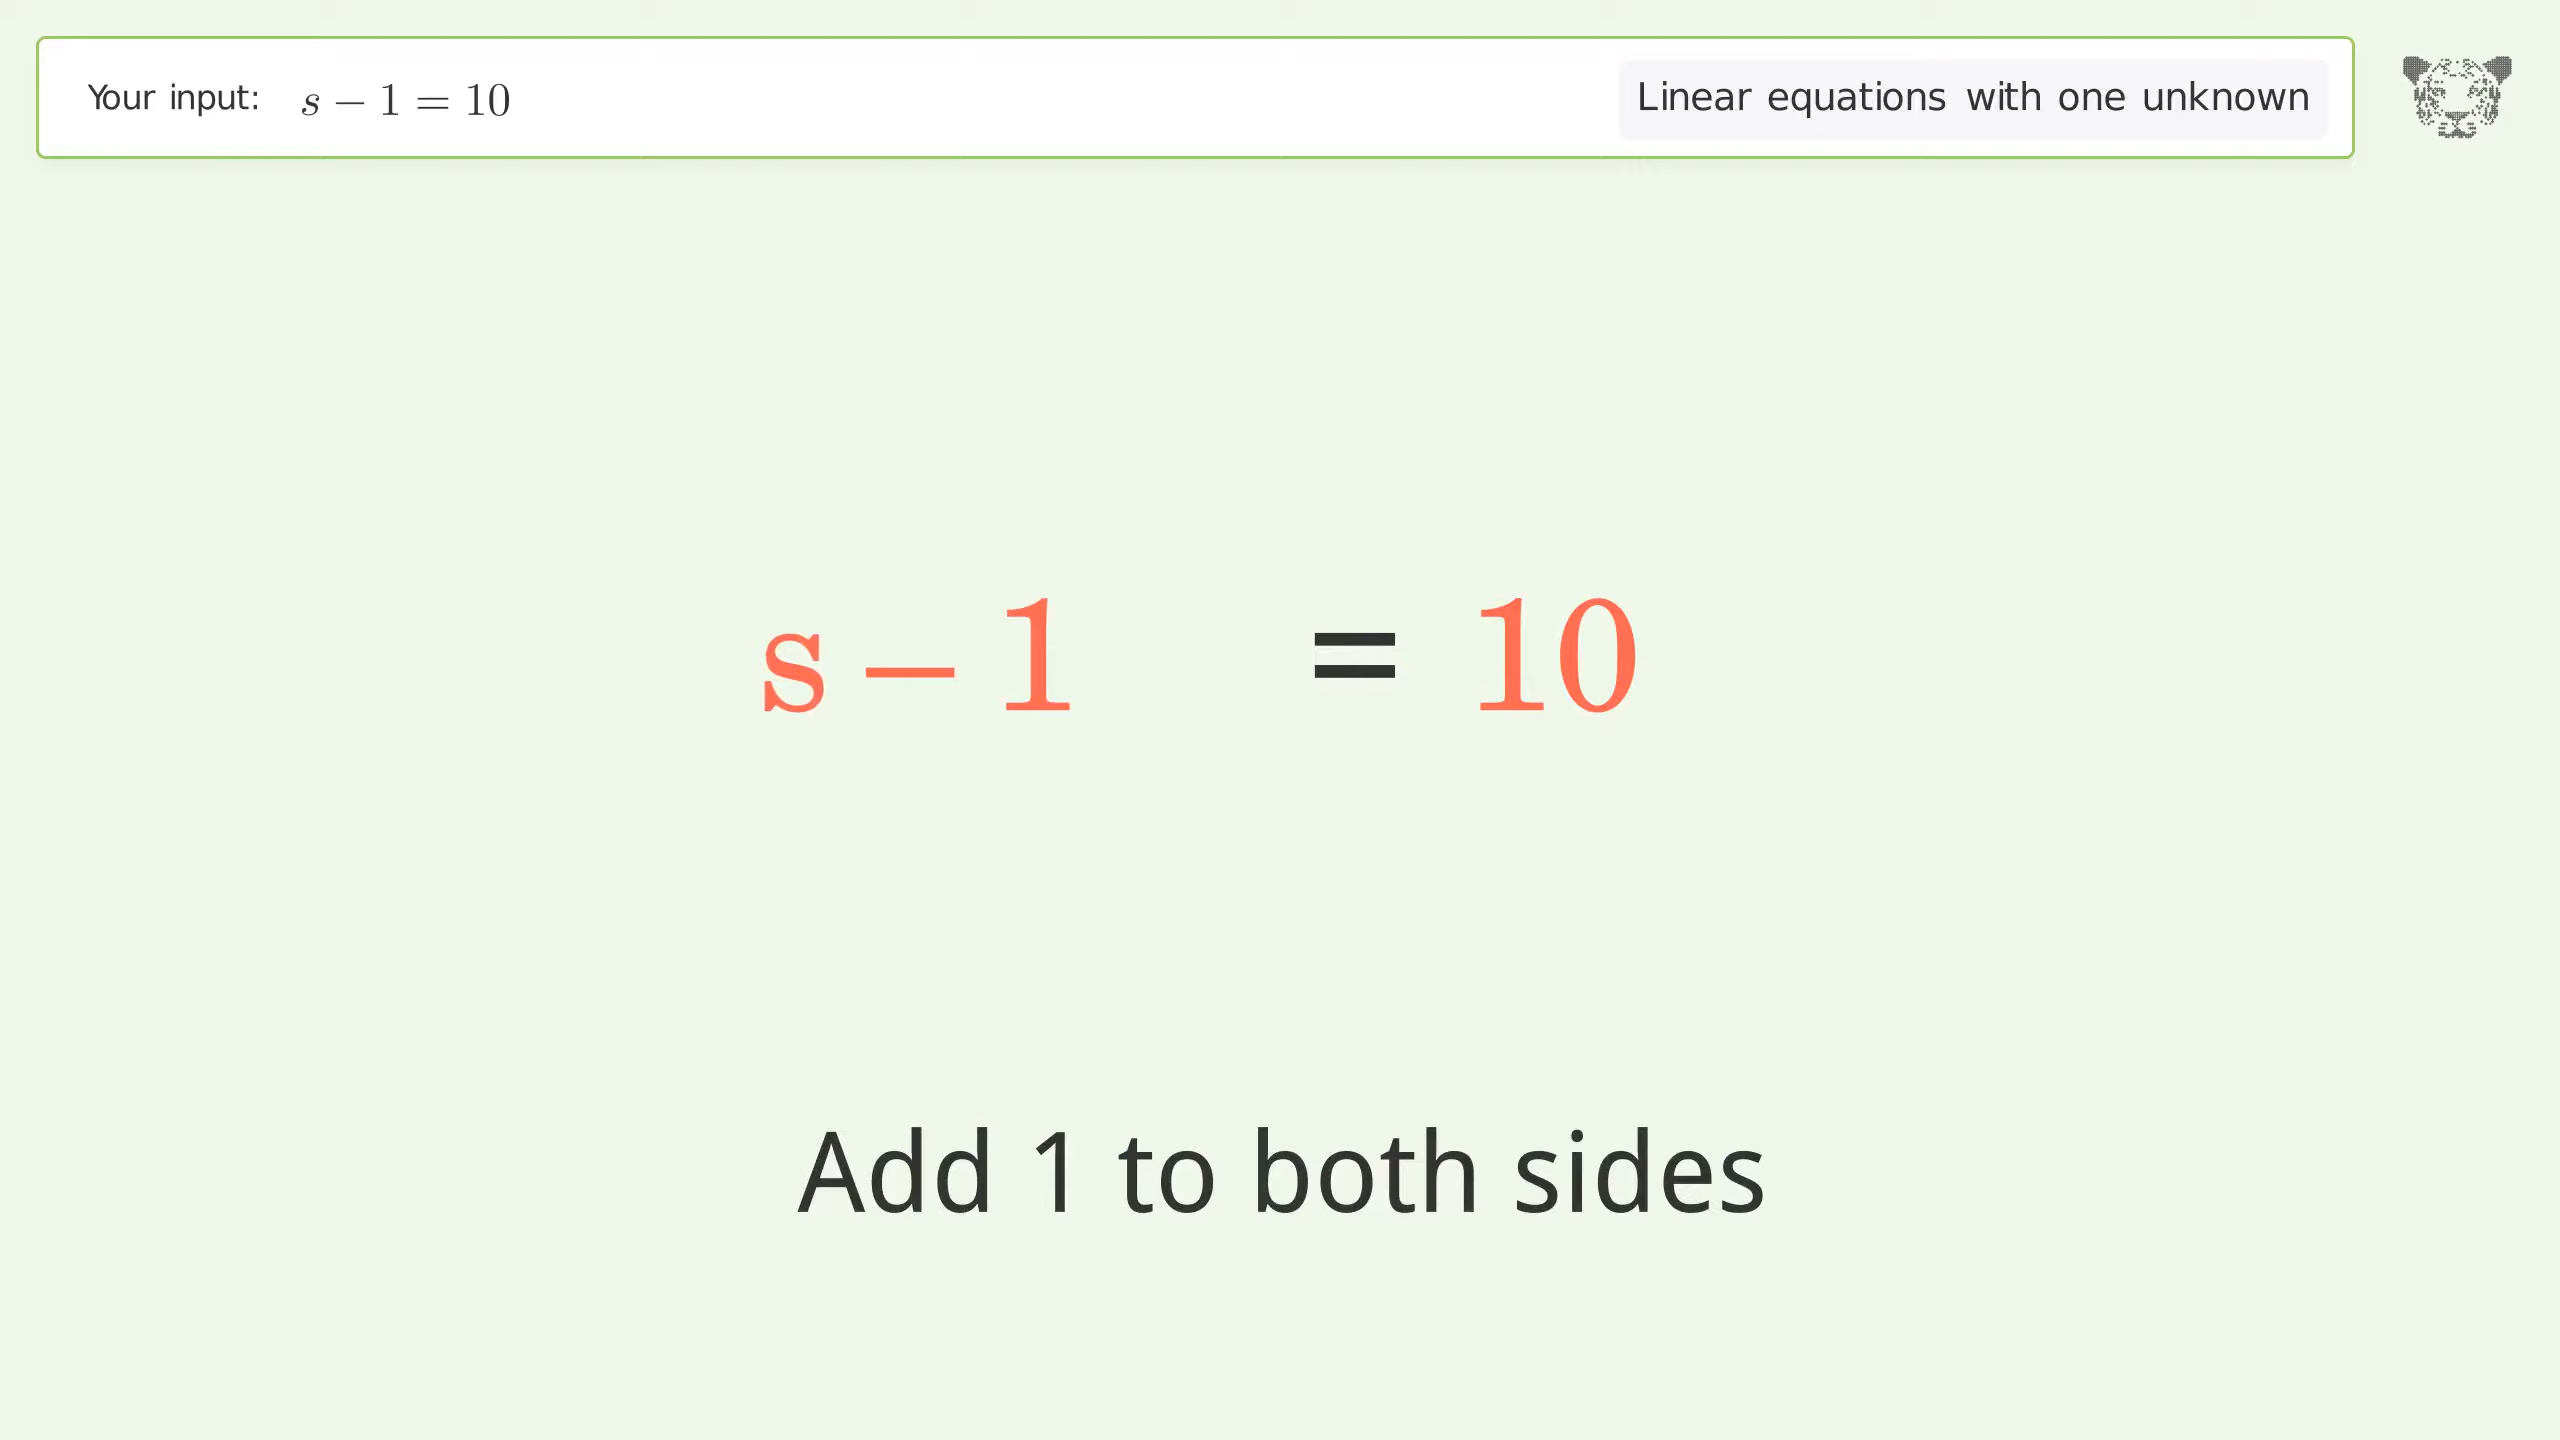 Your input: s − 1 = 10 Linear equations with one unknown
s − 1 = 10
Add 1 to both sides